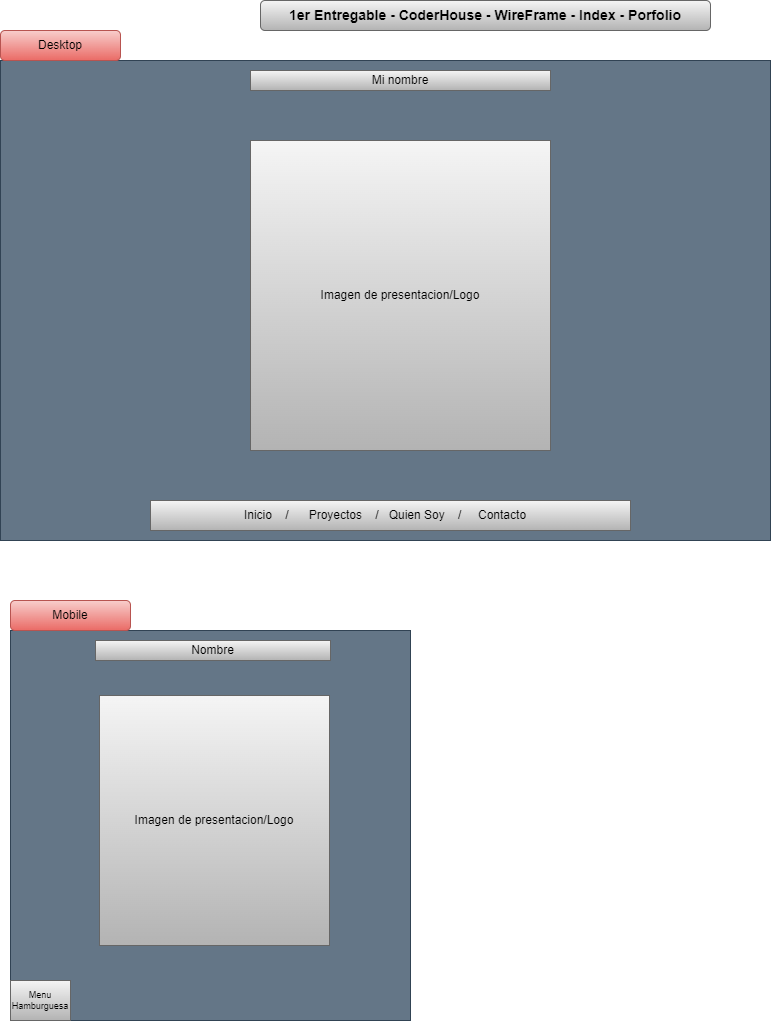 1er Entregable - CoderHouse - WireFrame - Index - Porfolio
Desktop
Mi nombre
Imagen de presentacion/Logo
Inicio / Proyectos / Quien Soy / Contacto
Mobile
Nombre
Imagen de presentacion/Logo
Menu
Hamburguesa